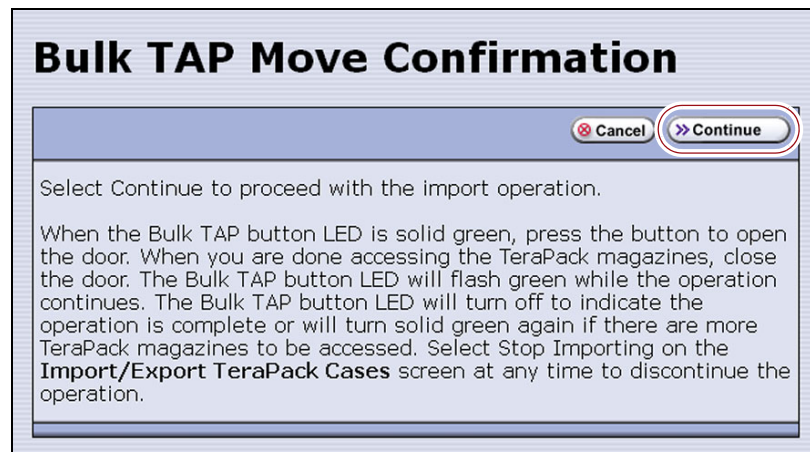 Bulk TAP Move Confirmation
Cancel
Continue
Select Continue to proceed with the import operation.
When the Bulk TAP button LED is solid green, press the button to open
the door. When you are done accessing the TeraPack magazines, close
the door. The Bulk TAP button LED will flash green while the operation
continues. The Bulk TAP button LED will turn off to indicate the
operation is complete or will turn solid green again if there are more
TeraPack magazines to be accessed. Select Stop Importing on the
Import/Export TeraPack Cases screen at any time to discontinue the
operation.